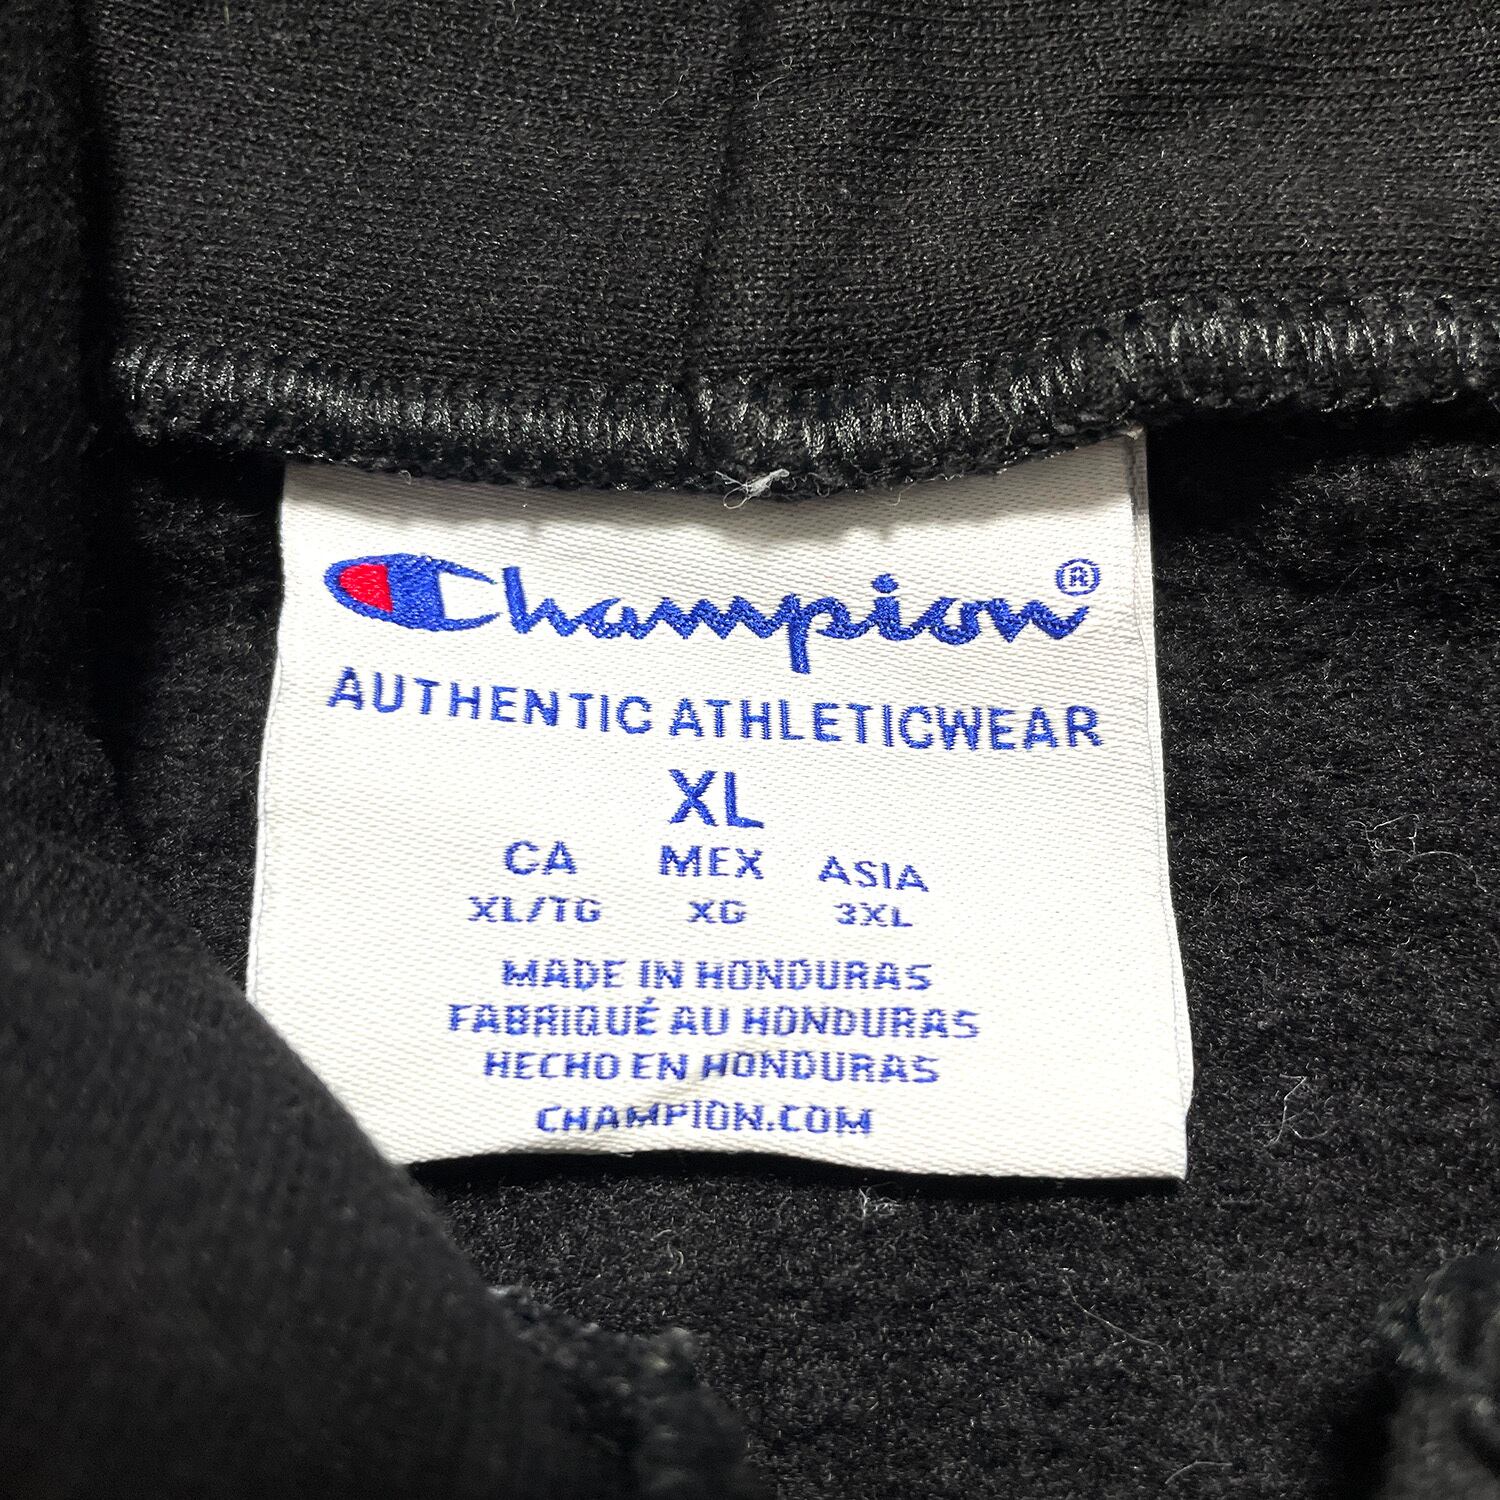 Champion®
AUTHENTIC ATHLETICWEAR
XL
CA MEX ASIA
XL/TG XG 3XL
MADE IN HONDURAS
FABRIQUÉ AU HONDURAS
HECHO EN HONDURAS
CHAMPION.COM